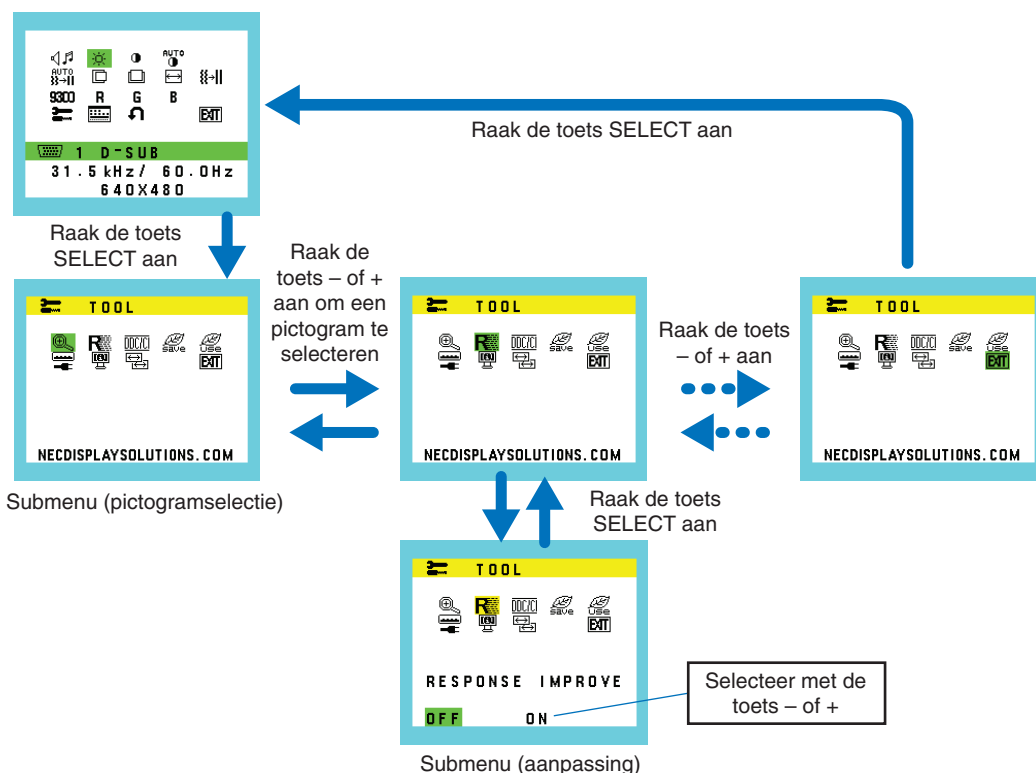 AUTO
AUTO
9300 R G B
EXIT
1 D-SUB
31.5 kHz/ 60.0Hz
640X480
Raak de toets SELECT aan
Raak de toets
SELECT aan
TOOL
R DDC/CI save use
EXIT
NECDISPLAYSOLUTIONS.COM
Submenu (pictogramselectie)
Raak de
toets – of +
aan om een
pictogram te
selecteren
TOOL
R DDC/CI save use
EXIT
NECDISPLAYSOLUTIONS.COM
Raak de toets
– of + aan
TOOL
R DDC/CI save use
EXIT
NECDISPLAYSOLUTIONS.COM
Raak de toets
SELECT aan
TOOL
R DDC/CI save use
EXIT
RESPONSE IMPROVE
OFF ON
Selecteer met de
toets – of +
Submenu (aanpassing)